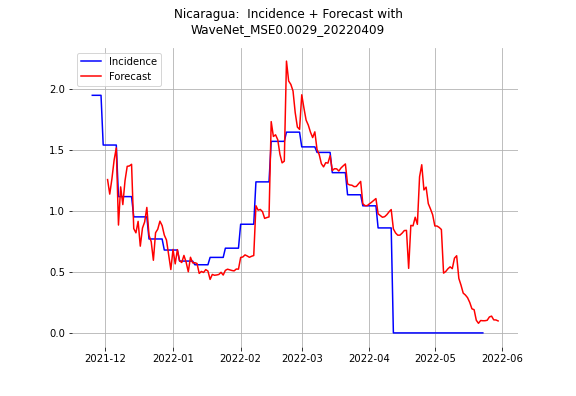 Nicaragua:  Incidence + Forecast with
WaveNet_MSE0.0029_20220409
Incidence
Forecast
2.0
1.5
1.0
0.5
0.0
2021-12 2022-01 2022-02 2022-03 2022-04 2022-05 2022-06